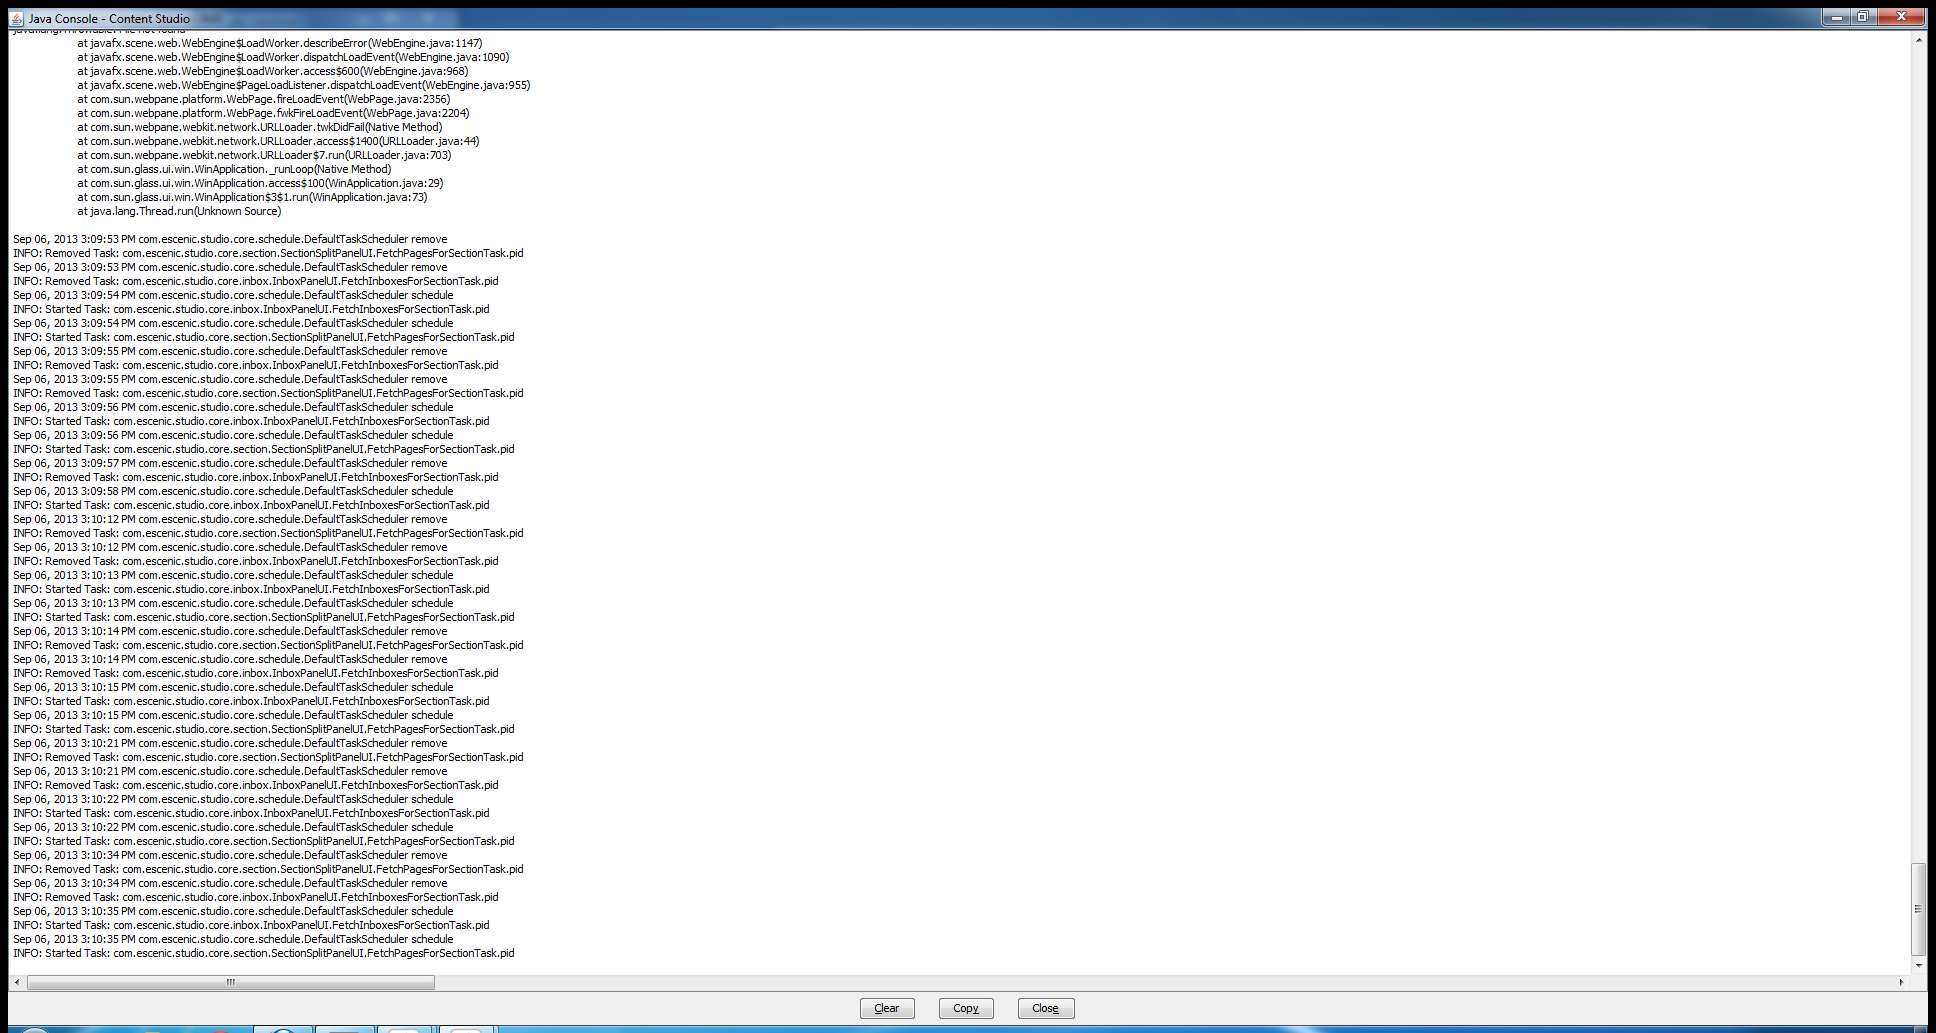 Java Console - Content Studio
java.lang.Throwable: File not found
at javafx.scene.web.WebEngine$LoadWorker.describeError(WebEngine.java:1147)
at javafx.scene.web.WebEngine$LoadWorker.dispatchLoadEvent(WebEngine.java:1090)
at javafx.scene.web.WebEngine$LoadWorker.access$600(WebEngine.java:968)
at javafx.scene.web.WebEngine$PageLoadListener.dispatchLoadEvent(WebEngine.java:955)
at com.sun.webpane.platform.WebPage.fireLoadEvent(WebPage.java:2356)
at com.sun.webpane.platform.WebPage.fwkFireLoadEvent(WebPage.java:2204)
at com.sun.webpane.webkit.network.URLLoader.twkDidFail(Native Method)
at com.sun.webpane.webkit.network.URLLoader.access$1400(URLLoader.java:44)
at com.sun.webpane.webkit.network.URLLoader$7.run(URLLoader.java:703)
at com.sun.glass.ui.win.WinApplication._runLoop(Native Method)
at com.sun.glass.ui.win.WinApplication.access$100(WinApplication.java:29)
at com.sun.glass.ui.win.WinApplication$3$1.run(WinApplication.java:73)
at java.lang.Thread.run(Unknown Source)
Sep 06, 2013 3:09:53 PM com.escenic.studio.core.schedule.DefaultTaskScheduler remove
INFO: Removed Task: com.escenic.studio.core.section.SectionSplitPanelUI.FetchPagesForSectionTask.pid
Sep 06, 2013 3:09:53 PM com.escenic.studio.core.schedule.DefaultTaskScheduler remove
INFO: Removed Task: com.escenic.studio.core.inbox.InboxPanelUI.FetchInboxesForSectionTask.pid
Sep 06, 2013 3:09:54 PM com.escenic.studio.core.schedule.DefaultTaskScheduler schedule
INFO: Started Task: com.escenic.studio.core.inbox.InboxPanelUI.FetchInboxesForSectionTask.pid
Sep 06, 2013 3:09:54 PM com.escenic.studio.core.schedule.DefaultTaskScheduler schedule
INFO: Started Task: com.escenic.studio.core.section.SectionSplitPanelUI.FetchPagesForSectionTask.pid
Sep 06, 2013 3:09:55 PM com.escenic.studio.core.schedule.DefaultTaskScheduler remove
INFO: Removed Task: com.escenic.studio.core.inbox.InboxPanelUI.FetchInboxesForSectionTask.pid
Sep 06, 2013 3:09:55 PM com.escenic.studio.core.schedule.DefaultTaskScheduler remove
INFO: Removed Task: com.escenic.studio.core.section.SectionSplitPanelUI.FetchPagesForSectionTask.pid
Sep 06, 2013 3:09:56 PM com.escenic.studio.core.schedule.DefaultTaskScheduler schedule
INFO: Started Task: com.escenic.studio.core.inbox.InboxPanelUI.FetchInboxesForSectionTask.pid
Sep 06, 2013 3:09:56 PM com.escenic.studio.core.schedule.DefaultTaskScheduler schedule
INFO: Started Task: com.escenic.studio.core.section.SectionSplitPanelUI.FetchPagesForSectionTask.pid
Sep 06, 2013 3:09:57 PM com.escenic.studio.core.schedule.DefaultTaskScheduler remove
INFO: Removed Task: com.escenic.studio.core.inbox.InboxPanelUI.FetchInboxesForSectionTask.pid
Sep 06, 2013 3:09:58 PM com.escenic.studio.core.schedule.DefaultTaskScheduler schedule
INFO: Started Task: com.escenic.studio.core.inbox.InboxPanelUI.FetchInboxesForSectionTask.pid
Sep 06, 2013 3:10:12 PM com.escenic.studio.core.schedule.DefaultTaskScheduler remove
INFO: Removed Task: com.escenic.studio.core.section.SectionSplitPanelUI.FetchPagesForSectionTask.pid
Sep 06, 2013 3:10:12 PM com.escenic.studio.core.schedule.DefaultTaskScheduler remove
INFO: Removed Task: com.escenic.studio.core.inbox.InboxPanelUI.FetchInboxesForSectionTask.pid
Sep 06, 2013 3:10:13 PM com.escenic.studio.core.schedule.DefaultTaskScheduler schedule
INFO: Started Task: com.escenic.studio.core.inbox.InboxPanelUI.FetchInboxesForSectionTask.pid
Sep 06, 2013 3:10:13 PM com.escenic.studio.core.schedule.DefaultTaskScheduler schedule
INFO: Started Task: com.escenic.studio.core.section.SectionSplitPanelUI.FetchPagesForSectionTask.pid
Sep 06, 2013 3:10:14 PM com.escenic.studio.core.schedule.DefaultTaskScheduler remove
INFO: Removed Task: com.escenic.studio.core.section.SectionSplitPanelUI.FetchPagesForSectionTask.pid
Sep 06, 2013 3:10:14 PM com.escenic.studio.core.schedule.DefaultTaskScheduler remove
INFO: Removed Task: com.escenic.studio.core.inbox.InboxPanelUI.FetchInboxesForSectionTask.pid
Sep 06, 2013 3:10:15 PM com.escenic.studio.core.schedule.DefaultTaskScheduler schedule
INFO: Started Task: com.escenic.studio.core.inbox.InboxPanelUI.FetchInboxesForSectionTask.pid
Sep 06, 2013 3:10:15 PM com.escenic.studio.core.schedule.DefaultTaskScheduler schedule
INFO: Started Task: com.escenic.studio.core.section.SectionSplitPanelUI.FetchPagesForSectionTask.pid
Sep 06, 2013 3:10:21 PM com.escenic.studio.core.schedule.DefaultTaskScheduler remove
INFO: Removed Task: com.escenic.studio.core.section.SectionSplitPanelUI.FetchPagesForSectionTask.pid
Sep 06, 2013 3:10:21 PM com.escenic.studio.core.schedule.DefaultTaskScheduler remove
INFO: Removed Task: com.escenic.studio.core.inbox.InboxPanelUI.FetchInboxesForSectionTask.pid
Sep 06, 2013 3:10:22 PM com.escenic.studio.core.schedule.DefaultTaskScheduler schedule
INFO: Started Task: com.escenic.studio.core.inbox.InboxPanelUI.FetchInboxesForSectionTask.pid
Sep 06, 2013 3:10:22 PM com.escenic.studio.core.schedule.DefaultTaskScheduler schedule
INFO: Started Task: com.escenic.studio.core.section.SectionSplitPanelUI.FetchPagesForSectionTask.pid
Sep 06, 2013 3:10:34 PM com.escenic.studio.core.schedule.DefaultTaskScheduler remove
INFO: Removed Task: com.escenic.studio.core.section.SectionSplitPanelUI.FetchPagesForSectionTask.pid
Sep 06, 2013 3:10:34 PM com.escenic.studio.core.schedule.DefaultTaskScheduler remove
INFO: Removed Task: com.escenic.studio.core.inbox.InboxPanelUI.FetchInboxesForSectionTask.pid
Sep 06, 2013 3:10:35 PM com.escenic.studio.core.schedule.DefaultTaskScheduler schedule
INFO: Started Task: com.escenic.studio.core.inbox.InboxPanelUI.FetchInboxesForSectionTask.pid
Sep 06, 2013 3:10:35 PM com.escenic.studio.core.schedule.DefaultTaskScheduler schedule
INFO: Started Task: com.escenic.studio.core.section.SectionSplitPanelUI.FetchPagesForSectionTask.pid
Clear Copy Close